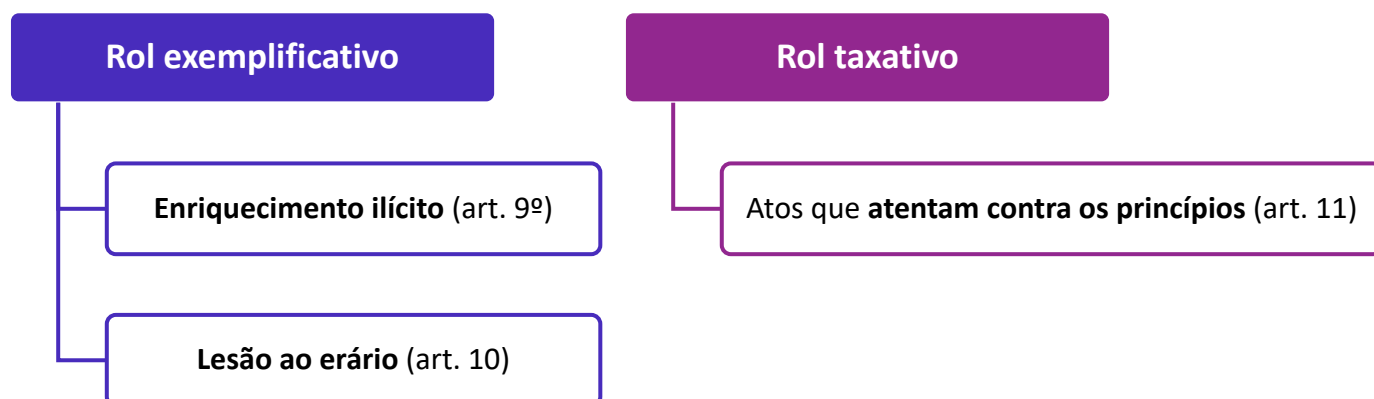 Rol exemplificativo
Enriquecimento ilícito (art. 9º)
Lesão ao erário (art. 10)
Rol taxativo
Atos que atentam contra os princípios (art. 11)